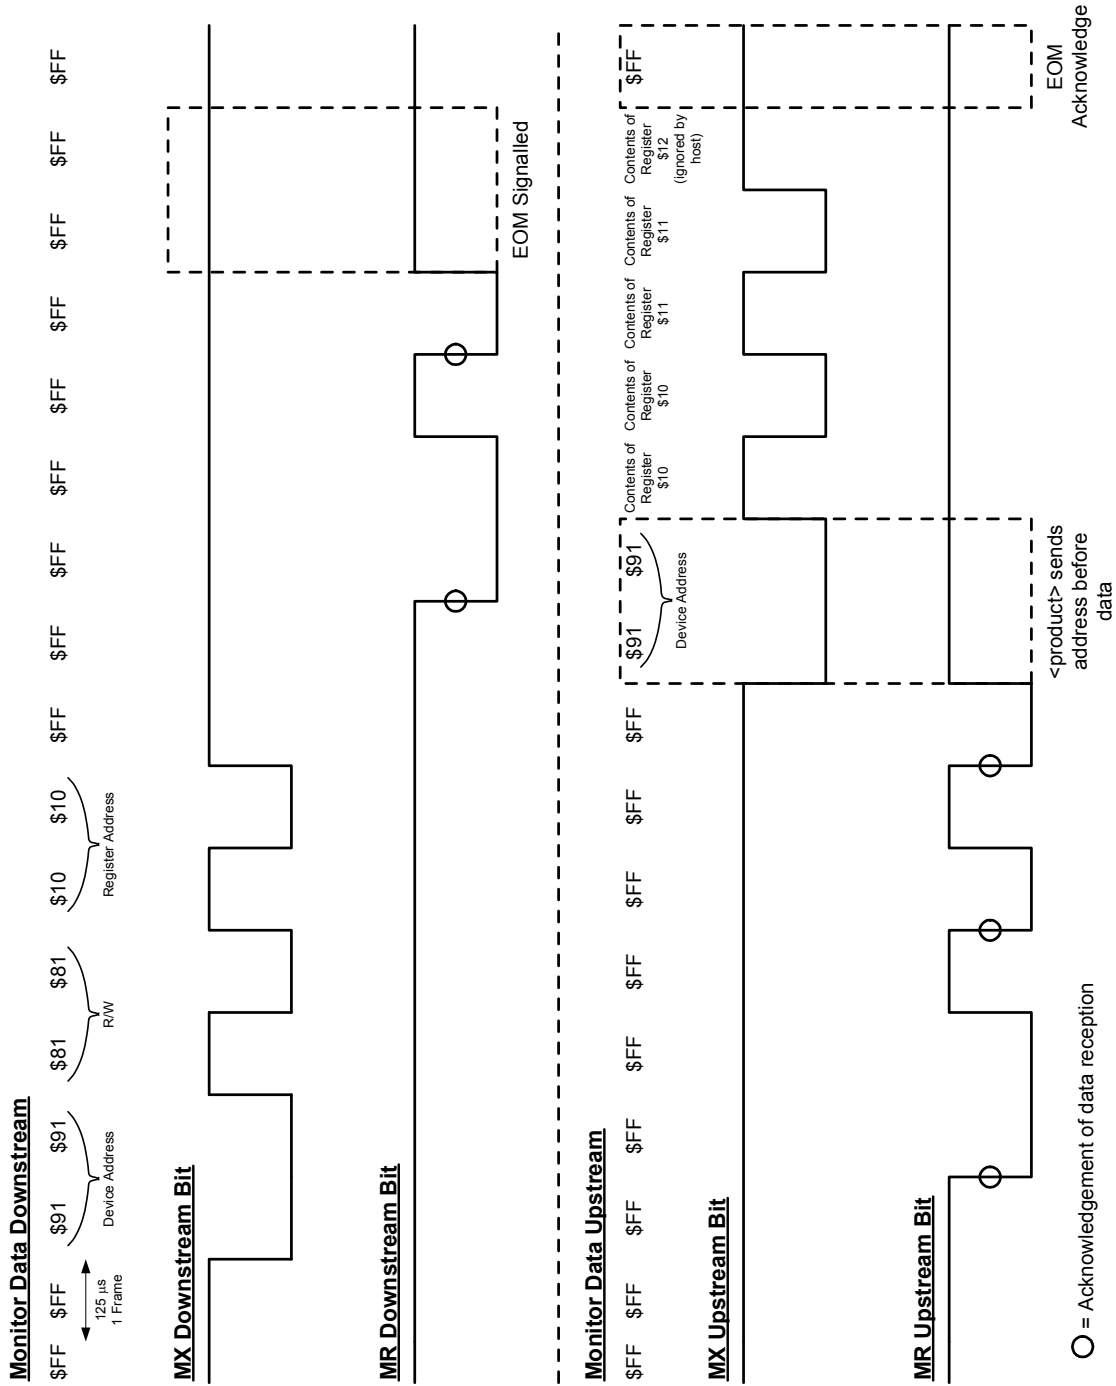 Monitor Data Downstream
$FF $FF $91 $91 $81 $81 $10 $10 $FF $FF $FF $FF $FF $FF $FF $FF $FF
125 µs
1 Frame
Device Address
R/W
Register Address
MX Downstream Bit
MR Downstream Bit
EOM Signalled
Monitor Data Upstream
$FF $FF $FF $FF $FF $FF $FF $FF $FF $91 $91
Device Address
Contents of
Register
$10
Contents of
Register
$10
Contents of
Register
$11
Contents of
Register
$11
Contents of
Register
$12
(ignored by
host)
$FF
MX Upstream Bit
MR Upstream Bit
<product> sends
address before
data
EOM
Acknowledge
= Acknowledgement of data reception